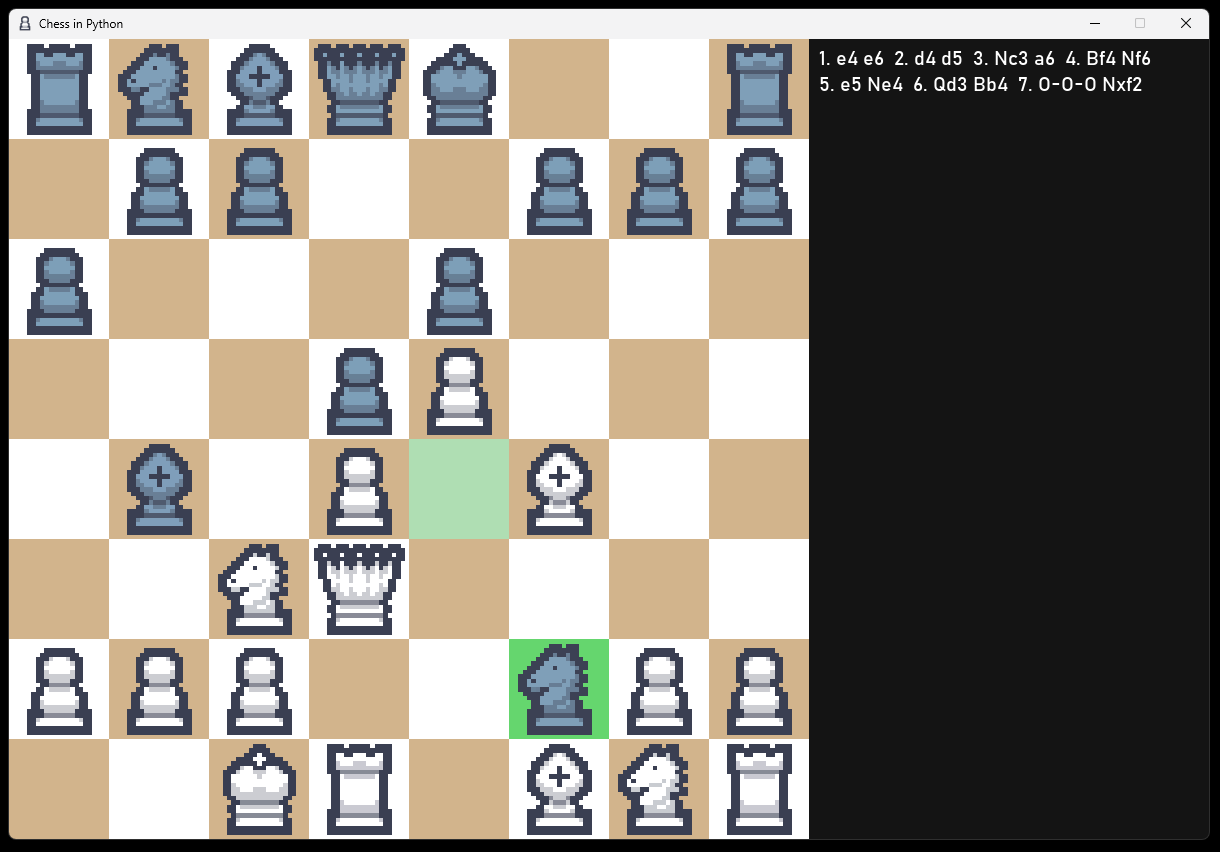 Chess in Python
1. e4 e6 2. d4 d5 3. Nc3 a6 4. Bf4 Nf6
5. e5 Ne4 6. Qd3 Bb4 7. O-O-O Nxf2